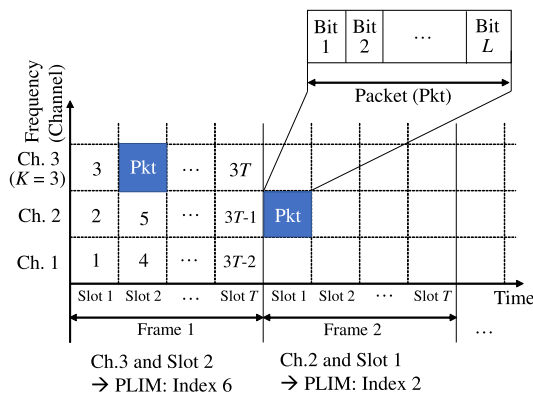 Bit 1
Bit 2
...
Bit L
Packet (Pkt)
Frequency
(Channel)
Ch. 3
(K = 3)
3
Pkt
...
3T
Ch. 2
2
5
...
3T-1
Pkt
Ch. 1
1
4
...
3T-2
Slot 1
Slot 2
...
Slot T
Slot 1
Slot 2
...
Slot T
Time
Frame 1
Frame 2
...
Ch.3 and Slot 2
→ PLIM: Index 6
Ch.2 and Slot 1
→ PLIM: Index 2